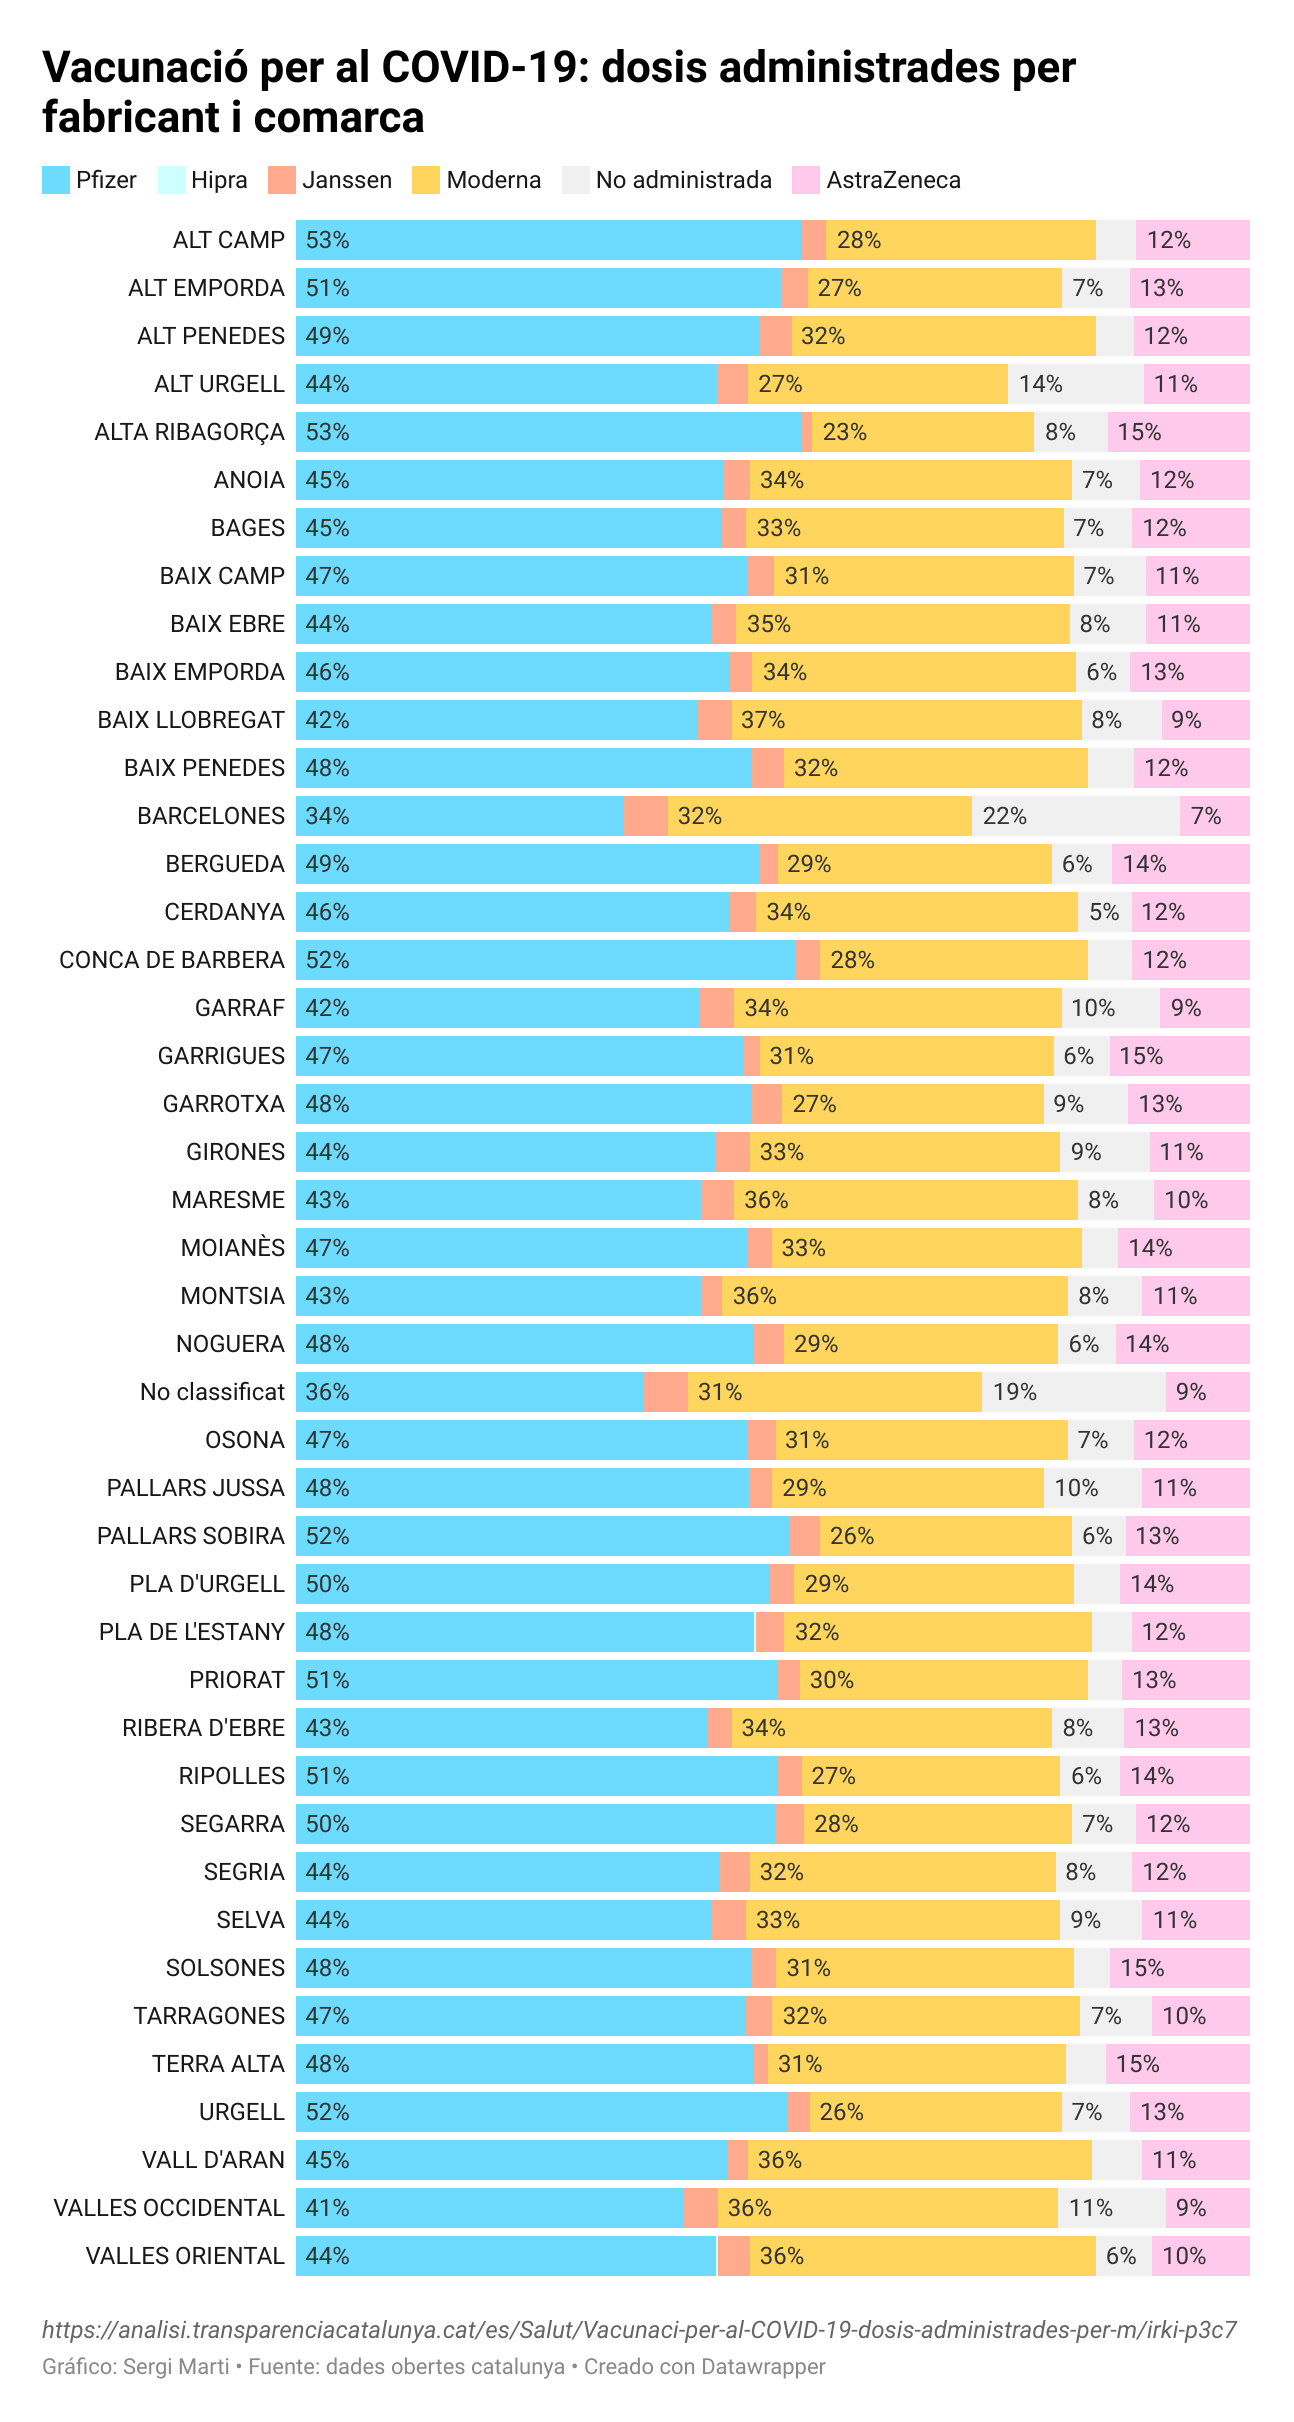 Vacunació per al COVID-19: dosis administrades per
fabricant i comarca
Pfizer Hipra Janssen Moderna No administrada AstraZeneca
ALT CAMP 53% 28% 12%
ALT EMPORDA 51% 27% 7% 13%
ALT PENEDES 49% 32% 12%
ALT URGELL 44% 27% 14% 11%
ALTA RIBAGORÇA 53% 23% 8% 15%
ANOIA 45% 34% 7% 12%
BAGES 45% 33% 7% 12%
BAIX CAMP 47% 31% 7% 11%
BAIX EBRE 44% 35% 8% 11%
BAIX EMPORDA 46% 34% 6% 13%
BAIX LLOBREGAT 42% 37% 8% 9%
BAIX PENEDES 48% 32% 12%
BARCELONES 34% 32% 22% 7%
BERGUEDA 49% 29% 6% 14%
CERDANYA 46% 34% 5% 12%
CONCA DE BARBERA 52% 28% 12%
GARRAF 42% 34% 10% 9%
GARRIGUES 47% 31% 6% 15%
GARROTXA 48% 27% 9% 13%
GIRONES 44% 33% 9% 11%
MARESME 43% 36% 8% 10%
MOIANÈS 47% 33% 14%
MONTSIA 43% 36% 8% 11%
NOGUERA 48% 29% 6% 14%
No classificat 36% 31% 19% 9%
OSONA 47% 31% 7% 12%
PALLARS JUSSA 48% 29% 10% 11%
PALLARS SOBIRA 52% 26% 6% 13%
PLA D'URGELL 50% 29% 14%
PLA DE L'ESTANY 48% 32% 12%
PRIORAT 51% 30% 13%
RIBERA D'EBRE 43% 34% 8% 13%
RIPOLLES 51% 27% 6% 14%
SEGARRA 50% 28% 7% 12%
SEGRIA 44% 32% 8% 12%
SELVA 44% 33% 9% 11%
SOLSONES 48% 31% 15%
TARRAGONES 47% 32% 7% 10%
TERRA ALTA 48% 31% 15%
URGELL 52% 26% 7% 13%
VALL D'ARAN 45% 36% 11%
VALLES OCCIDENTAL 41% 36% 11% 9%
VALLES ORIENTAL 44% 36% 6% 10%
https://analisi.transparenciacatalunya.cat/es/Salut/Vacunaci-per-al-COVID-19-dosis-administrades-per-m/irki-p3c7
Gráfico: Sergi Marti • Fuente: dades obertes catalunya • Creado con Datawrapper